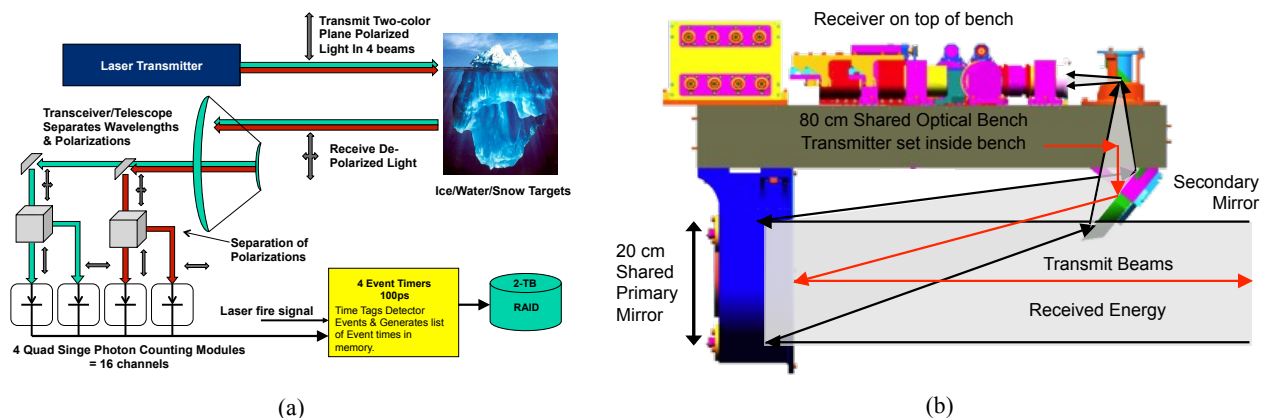 Transmit Two-color
Plane Polarized
Light In 4 beams
Laser Transmitter
Transceiver/Telescope
Separates Wavelengths
& Polarizations
Receive De-
Polarized Light
Ice/Water/Snow Targets
Separation of
Polarizations
4 Event Timers
100ps
Time Tags Detector
Events & Generates list
of Event times in
memory.
2-TB
RAID
Laser fire signal
4 Quad Singe Photon Counting Modules
= 16 channels
(a)
Receiver on top of bench
80 cm Shared Optical Bench
Transmitter set inside bench
Secondary
Mirror
20 cm
Shared
Primary
Mirror
Transmit Beams
Received Energy
(b)